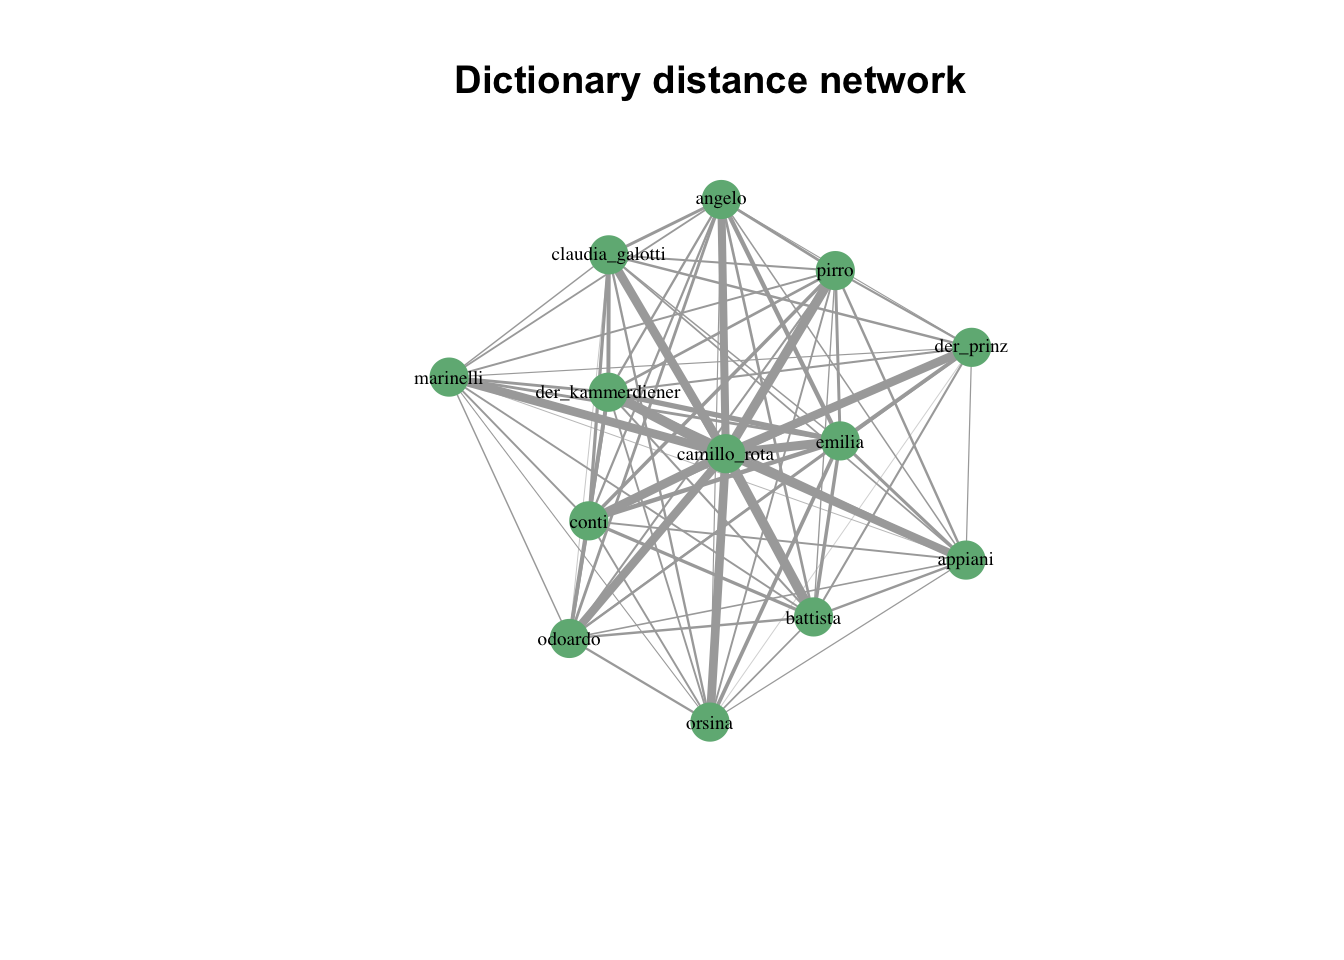 Dictionary distance network
angelo
claudia_galotti
pirro
der_prinz
marinelli
der_kammerdiener
emilia
camillo_rota
conti
appiani
battista
odoardo
orsina